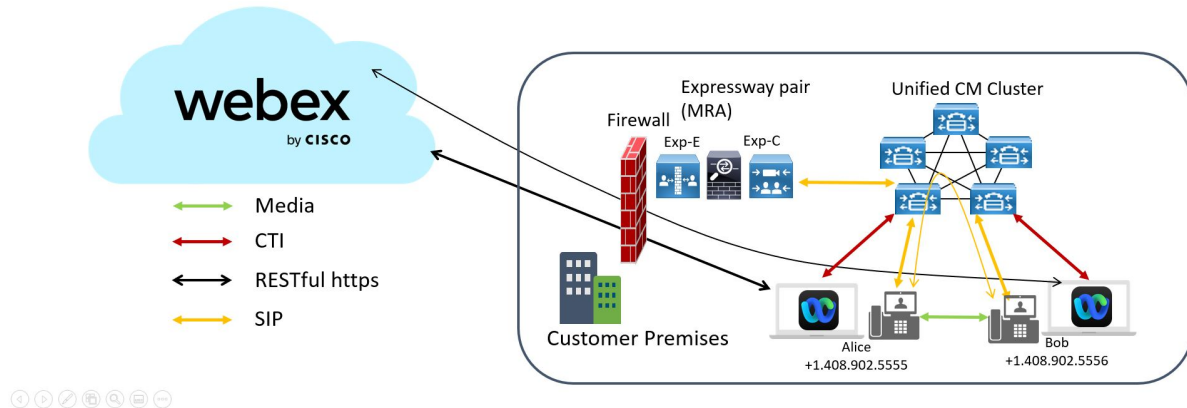 webex
by CISCO
Media
CTI
RESTful https
SIP
Firewall
Expressway pair
(MRA)
Exp-E
Exp-C
Unified CM Cluster
Customer Premises
Alice
+1.408.902.5555
Bob
+1.408.902.5556